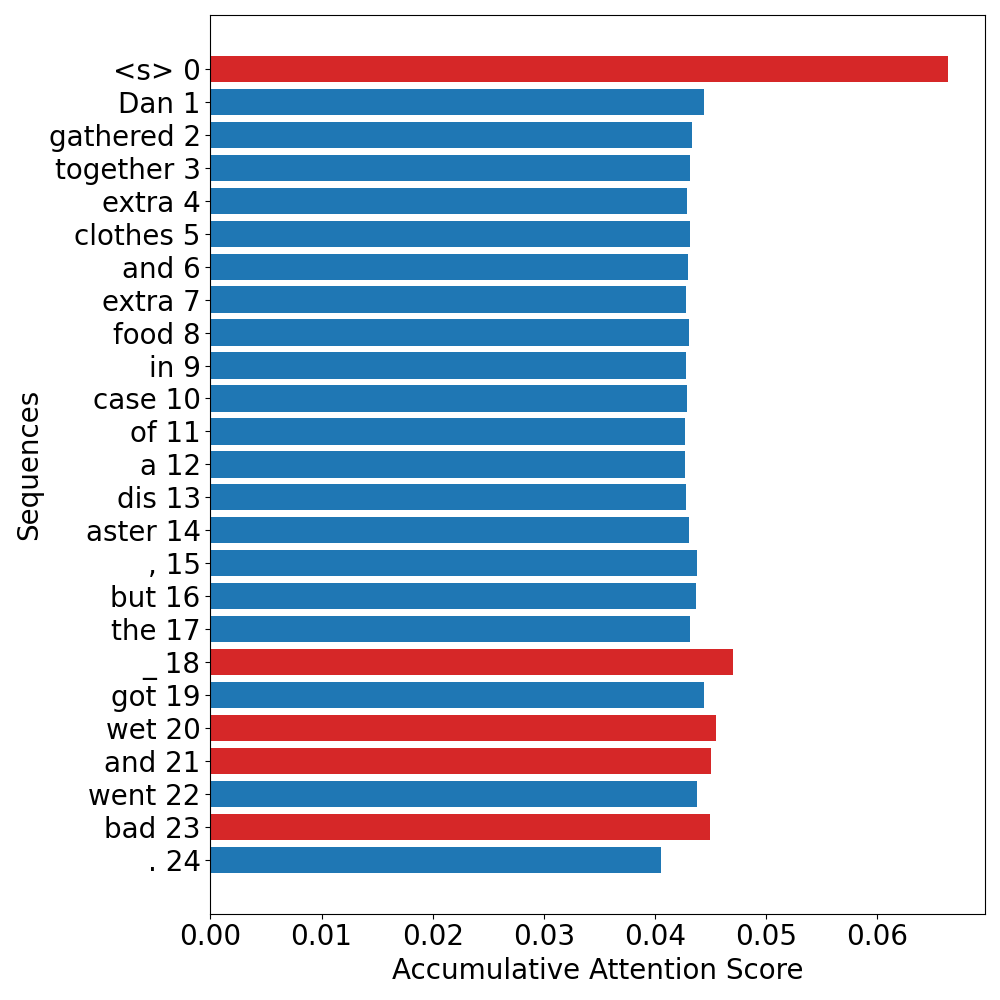 <s> 0
Dan 1
gathered 2
together 3
extra 4
clothes 5
and 6
extra 7
food 8
in 9
case 10
of 11
a 12
dis 13
aster 14
, 15
but 16
the 17
_ 18
got 19
wet 20
and 21
went 22
bad 23
. 24
Sequences
0.00 0.01 0.02 0.03 0.04 0.05 0.06
Accumulative Attention Score